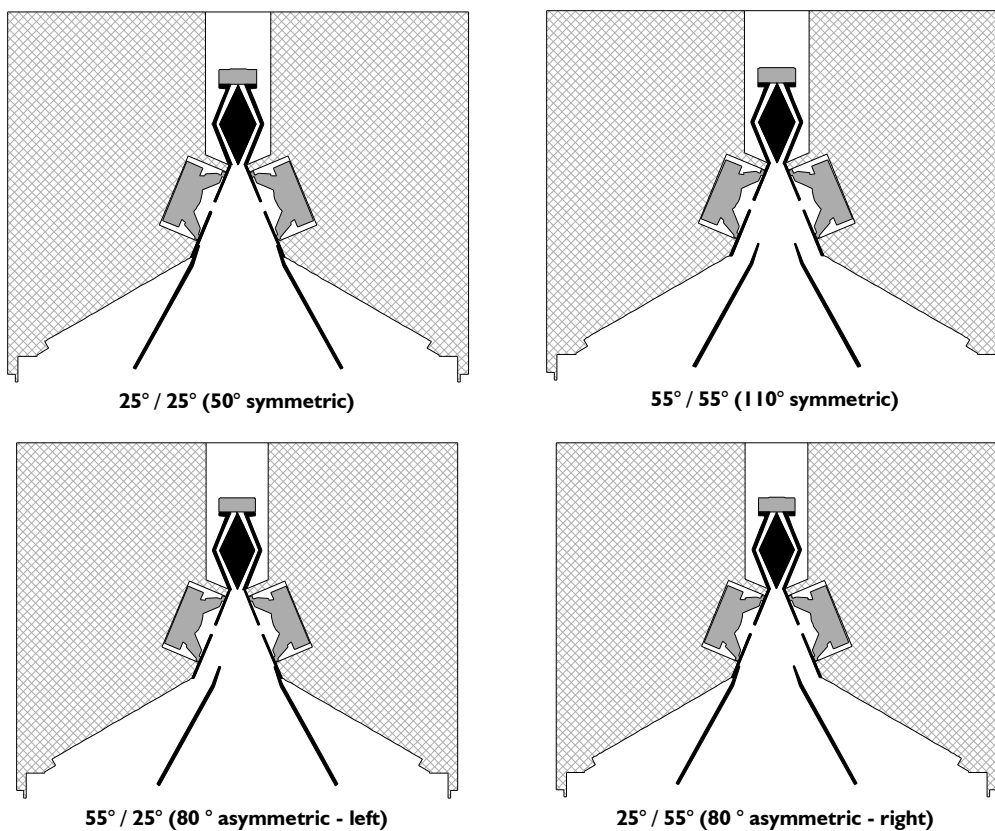 25° / 25° (50° symmetric)
55° / 55° (110° symmetric)
55° / 25° (80 ° asymmetric - left)
25° / 55° (80 ° asymmetric - right)